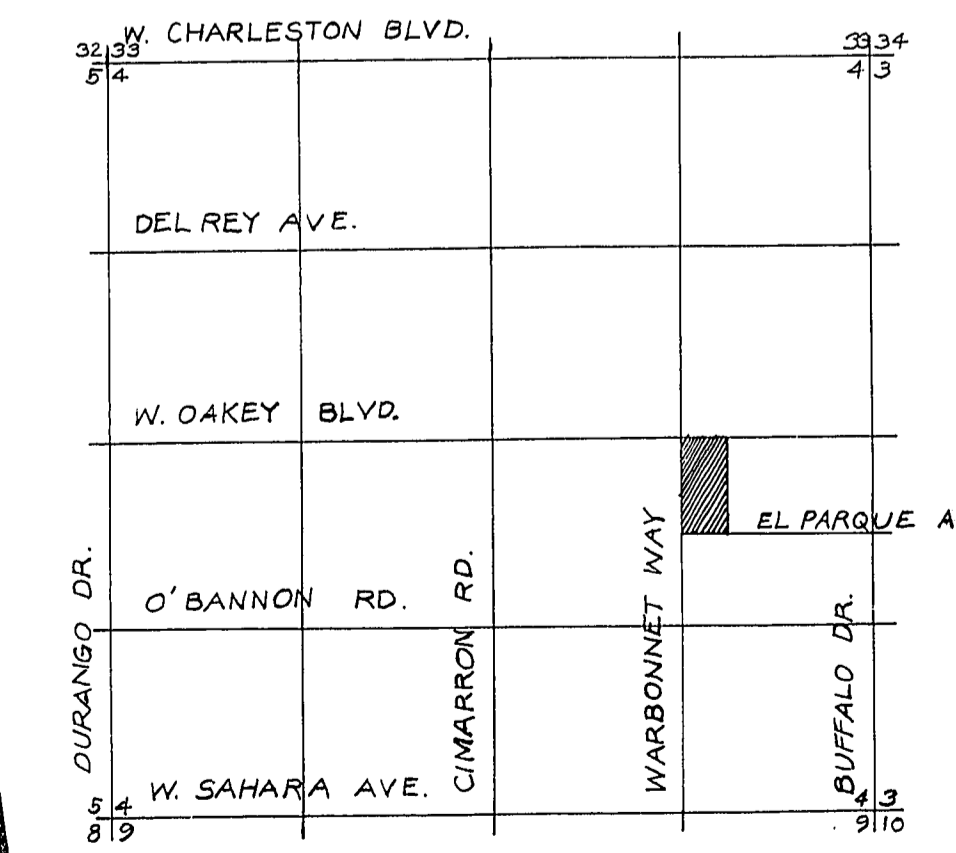 W. CHARLESTON BLVD.
32 33
5 4
33 34
4 3
DEL REY AVE.
W. OAKEY BLVD.
EL PARQUE A
O'BANNON RD.
DURANGO DR.
CIMARRON RD.
WARBONNET WAY
BUFFALO DR.
W. SAHARA AVE.
5 4
8 9
4 3
9 10